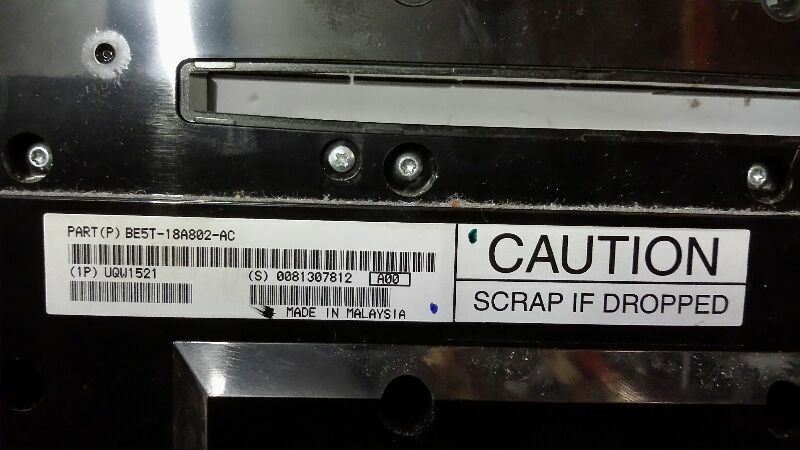 PART(P) BE5T-18A802-AC
(1P) UQW1521
(S) 0081307812 A00
MADE IN MALAYSIA
CAUTION
SCRAP IF DROPPED